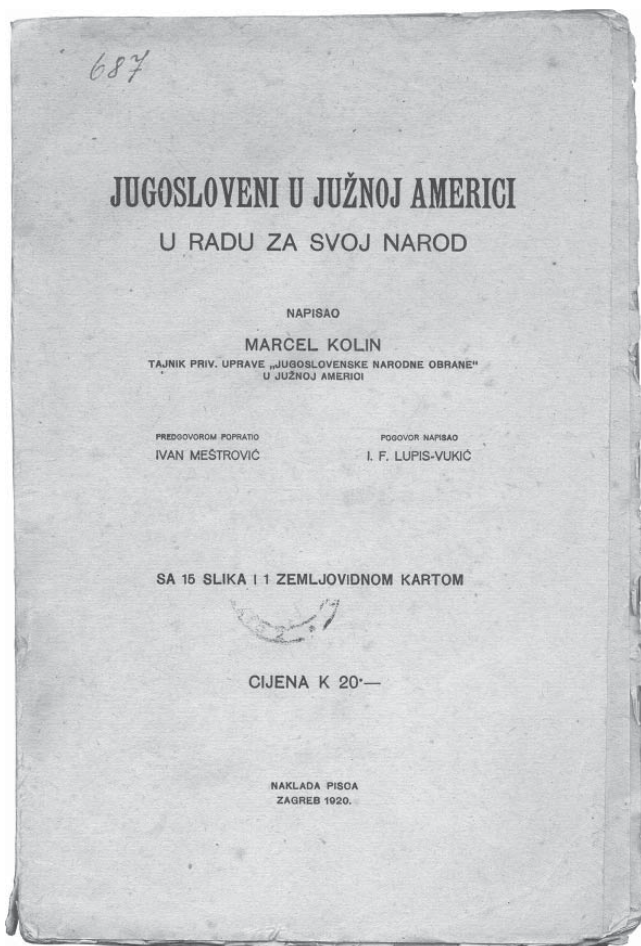 687
JUGOSLOVENI U JUŽNOJ AMERICI
U RADU ZA SVOJ NAROD
NAPISAO
MARCEL KOLIN
TAJNIK PRIV. UPRAVE „JUGOSLOVENSKE NARODNE OBRANE“
U JUŽNOJ AMERICI
PREDGOVOROM POPRATIO
IVAN MEŠTROVIĆ
POGOVOR NAPISAO
I. F. LUPIS-VUKIĆ
SA 15 SLIKA I 1 ZEMLJOVIDNOM KARTOM
CIJENA K 20·—
NAKLADA PISCA
ZAGREB 1920.